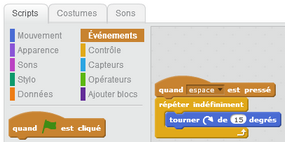 Scripts Costumes Sons
Mouvement Événements
Apparence Contrôle
Sons Capteurs
Stylo Opérateurs
Données Ajouter blocs
quand est cliqué
quand espace est pressé
répéter indéfiniment
tourner de 15 degrés